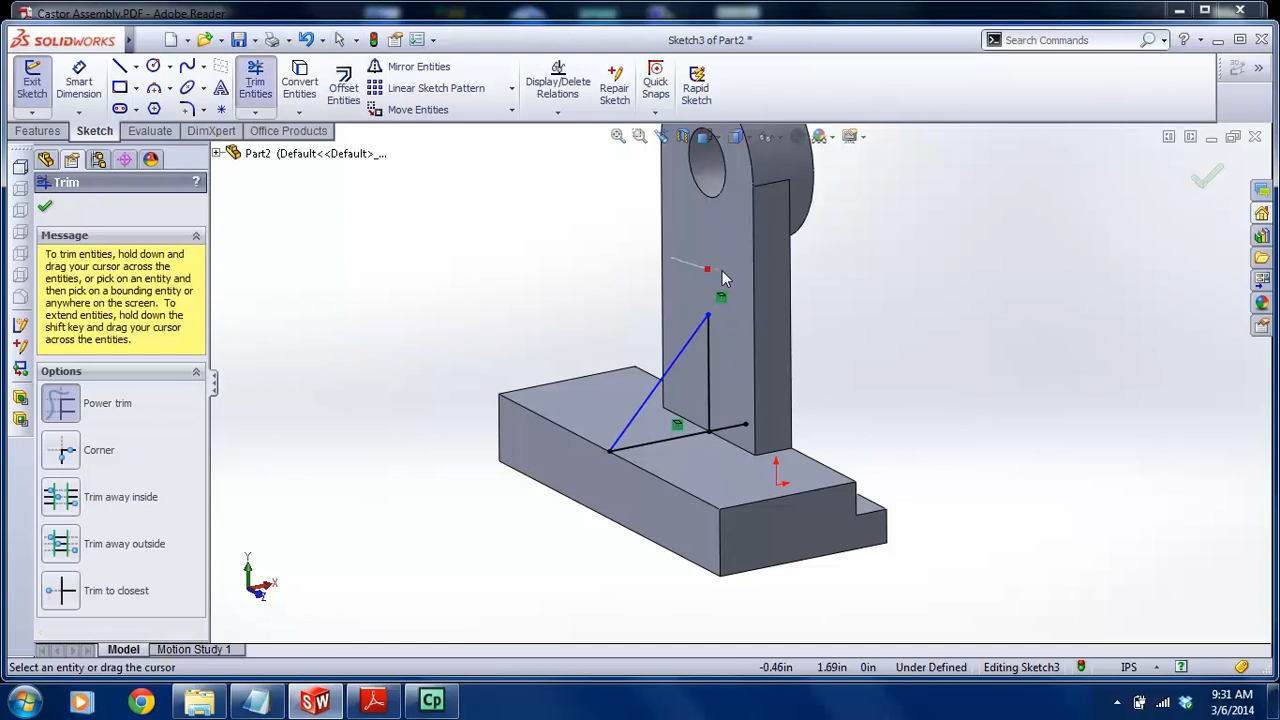 Castor Assembly.PDF - Adobe Reader
SOLIDWORKS
Sketch3 of Part2 *
Search Commands
Exit Sketch
Smart Dimension
Trim Entities
Convert Entities
Offset Entities
Mirror Entities
Linear Sketch Pattern
Move Entities
Display/Delete Relations
Repair Sketch
Quick Snaps
Rapid Sketch
3D
Features
Sketch
Evaluate
DimXpert
Office Products
Part2 (Default<<Default>_...
Trim
?
Message
To trim entities, hold down and
drag your cursor across the
entities, or pick on an entity and
then pick a bounding entity or
anywhere on the screen. To
extend entities, hold down the
shift key and drag your cursor
across the entities.
Options
Power trim
Corner
Trim away inside
Trim away outside
Trim to closest
Y
X
Z
Model
Motion Study 1
Select an entity or drag the cursor
-0.46in
1.69in
0in
Under Defined
Editing Sketch3
IPS
?
SW
Cp
9:31 AM
3/6/2014